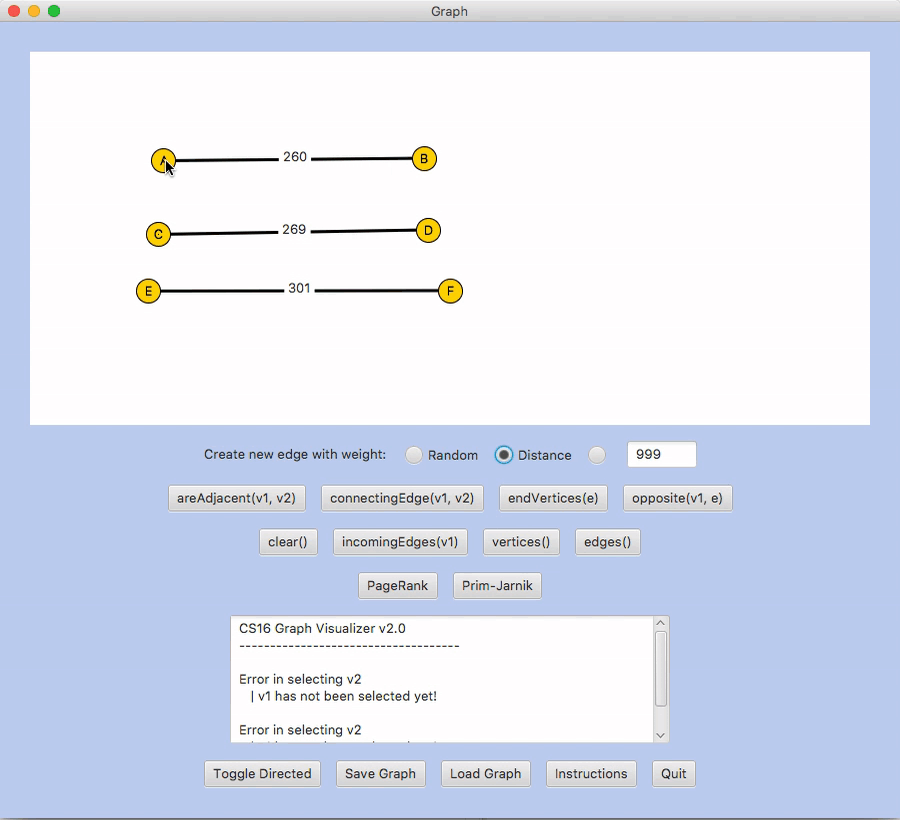 Graph
A 260 B
C 269 D
E 301 F
Create new edge with weight: Random Distance 999
areAdjacent(v1, v2) connectingEdge(v1, v2) endVertices(e) opposite(v1, e)
clear() incomingEdges(v1) vertices() edges()
PageRank Prim-Jarnik
CS16 Graph Visualizer v2.0
-----------------------------------
Error in selecting v2
| v1 has not been selected yet!
Error in selecting v2
Toggle Directed Save Graph Load Graph Instructions Quit